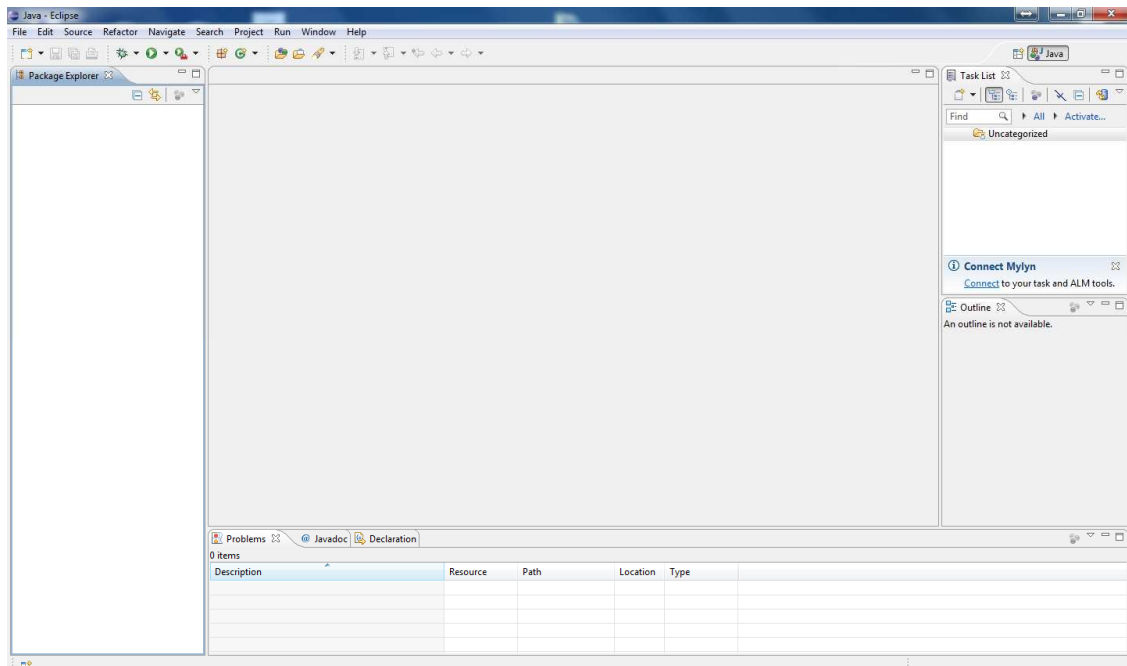 Java - Eclipse
File Edit Source Refactor Navigate Search Project Run Window Help
Java
Package Explorer
Task List
Find All Activate...
Uncategorized
Connect Mylyn
Connect to your task and ALM tools.
Outline
An outline is not available.
Problems @ Javadoc Declaration
0 items
Description Resource Path Location Type